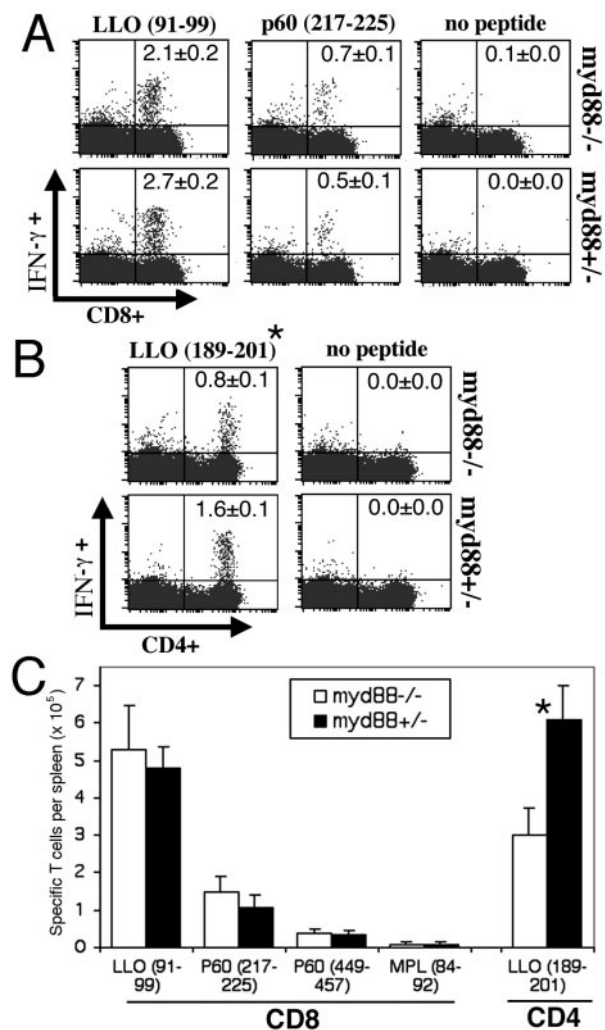 A
LLO (91-99) p60 (217-225) no peptide
2.1±0.2 0.7±0.1 0.1±0.0
myd88-/-
2.7±0.2 0.5±0.1 0.0±0.0
myd88+/-
IFN-γ +
CD8+
B
LLO (189-201)* no peptide
0.8±0.1 0.0±0.0
myd88-/-
1.6±0.1 0.0±0.0
myd88+/-
IFN-γ +
CD4+
C
Specific T cells per spleen (x 10⁵)
7
6
5
4
3
2
1
0
myd88-/-
myd88+/-
*
LLO (91-99) P60 (217-225) P60 (449-457) MPL (84-92) LLO (189-201)
CD8 CD4